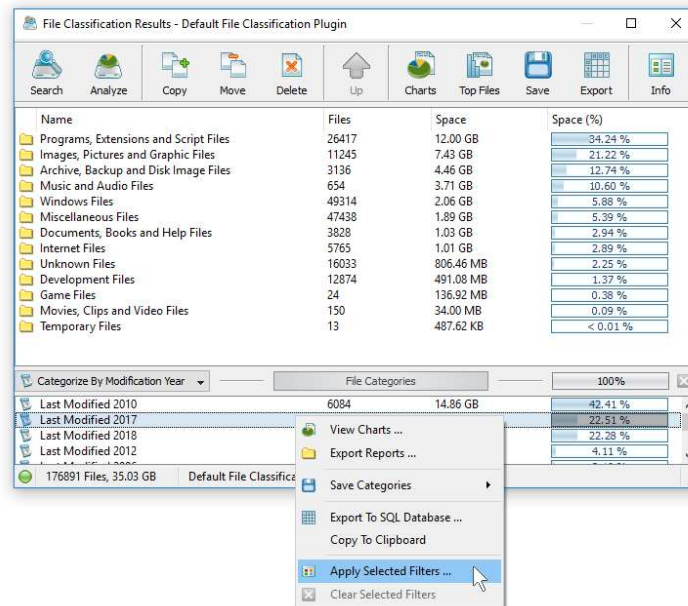 File Classification Results - Default File Classification Plugin
Search Analyze Copy Move Delete Up Charts Top Files Save Export Info
Name Files Space Space (%)
Programs, Extensions and Script Files 26417 12.00 GB 34.24 %
Images, Pictures and Graphic Files 11245 7.43 GB 21.22 %
Archive, Backup and Disk Image Files 3136 4.46 GB 12.74 %
Music and Audio Files 654 3.71 GB 10.60 %
Windows Files 49314 2.06 GB 5.88 %
Miscellaneous Files 47438 1.89 GB 5.39 %
Documents, Books and Help Files 3828 1.03 GB 2.94 %
Internet Files 5765 1.01 GB 2.89 %
Unknown Files 16033 806.46 MB 2.25 %
Development Files 12874 491.08 MB 1.37 %
Game Files 24 136.92 MB 0.38 %
Movies, Clips and Video Files 150 34.00 MB 0.09 %
Temporary Files 13 487.62 KB < 0.01 %
Categorize By Modification Year File Categories 100%
Last Modified 2010 6084 14.86 GB 42.41 %
Last Modified 2017 22.51 %
Last Modified 2018 22.28 %
Last Modified 2012 4.11 %
176891 Files, 35.03 GB Default File Classifica
View Charts ...
Export Reports ...
Save Categories
Export To SQL Database ...
Copy To Clipboard
Apply Selected Filters ...
Clear Selected Filters